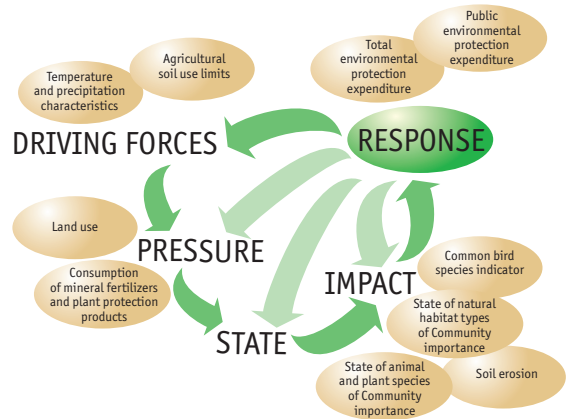 Public
environmental
protection
expenditure
Total
environmental
protection
expenditure
Agricultural
soil use limits
Temperature
and precipitation
characteristics
DRIVING FORCES
RESPONSE
Land use
PRESSURE
Consumption
of mineral fertilizers
and plant protection
products
Common bird
species indicator
IMPACT
State of natural
habitat types
of Community
importance
STATE
State of animal
and plant species
of Community
importance
Soil erosion